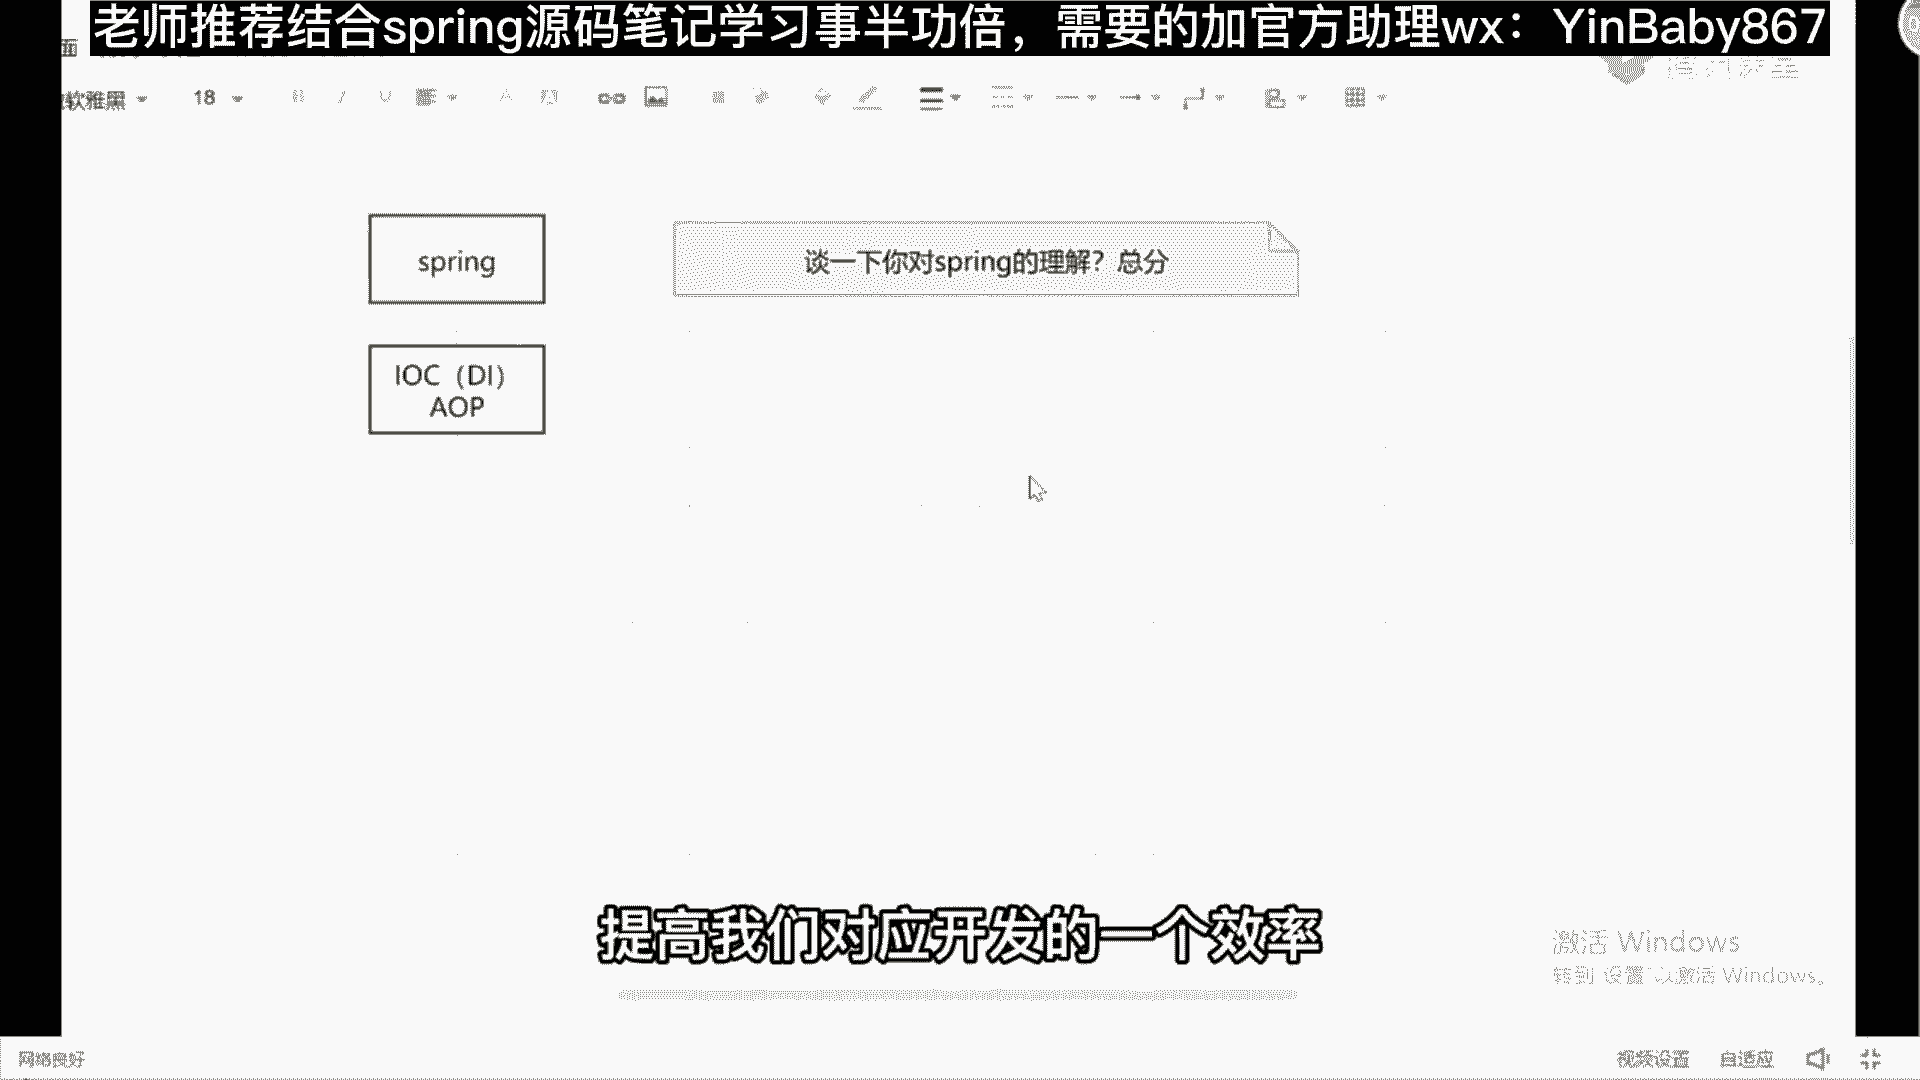 老师推荐结合spring源码笔记学习事半功倍，需要的加官方助理wx：YinBaby867
软雅黑
18
spring
谈一下你对spring的理解？总分
IOC（DI）
AOP
提高我们对应开发的一个效率
激活 Windows
转到"设置"以激活 Windows。
网络良好
视频设置
自适应